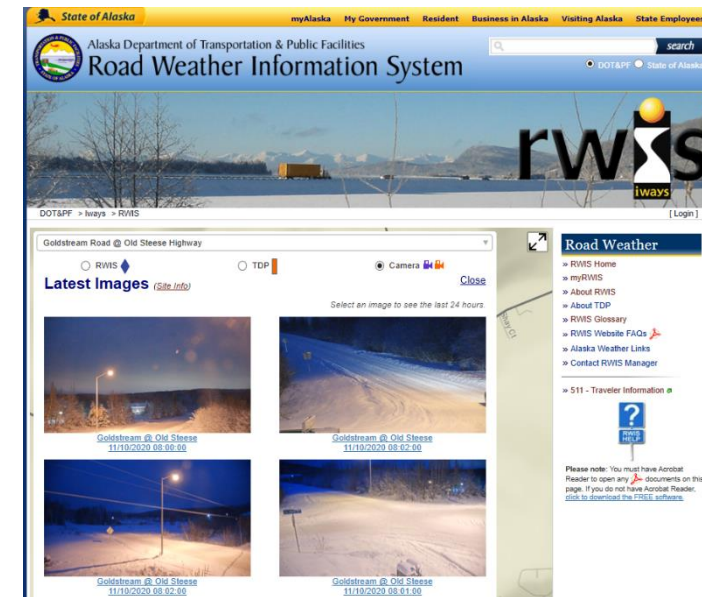 State of Alaska
myAlaska My Government Resident Business in Alaska Visiting Alaska State Employees
Alaska Department of Transportation & Public Facilities
Road Weather Information System
search
DOT&PF State of Alaska
rwis
iways
DOT&PF > Iways > RWIS
[ Login ]
Goldstream Road @ Old Steese Highway
RWIS TDP Camera
Latest Images (Site Info)
Close
Select an image to see the last 24 hours.
Goldstream @ Old Steese
11/10/2020 08:00:00
Goldstream @ Old Steese
11/10/2020 08:02:00
Goldstream @ Old Steese
11/10/2020 08:02:00
Goldstream @ Old Steese
11/10/2020 08:01:00
Road Weather
» RWIS Home
» myRWIS
» About RWIS
» About TDP
» RWIS Glossary
» RWIS Website FAQs
» Alaska Weather Links
» Contact RWIS Manager
» 511 - Traveler Information
?
RWIS
HELP
Please note: You must have Acrobat
Reader to open any documents on this
page. If you do not have Acrobat Reader,
click to download the FREE software.